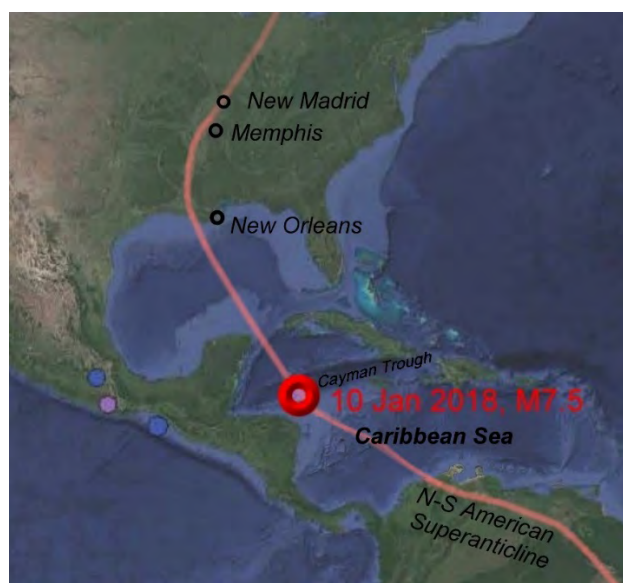 New Madrid
Memphis
New Orleans
Cayman Trough
10 Jan 2018, M7.5
Caribbean Sea
N-S American
Superanticline